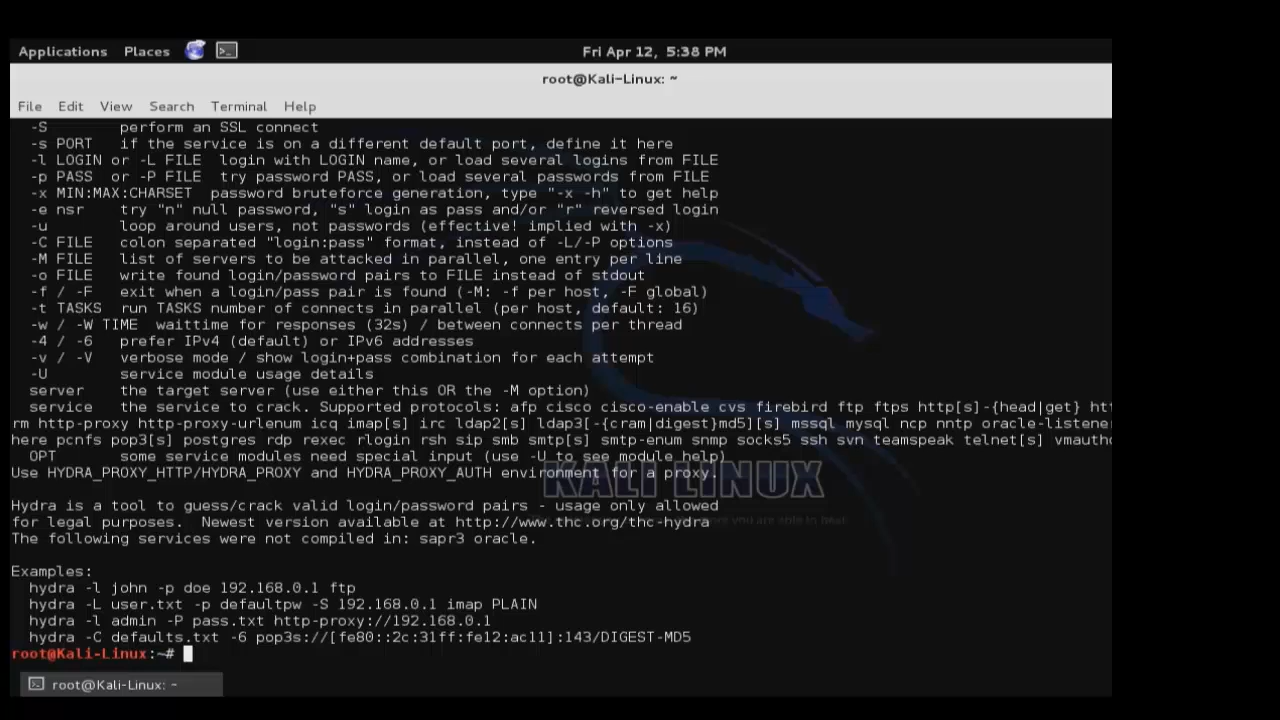 Applications Places Fri Apr 12, 5:38 PM
root@Kali-Linux: ~
File Edit View Search Terminal Help
-S perform an SSL connect
-s PORT if the service is on a different default port, define it here
-l LOGIN or -L FILE login with LOGIN name, or load several logins from FILE
-p PASS or -P FILE try password PASS, or load several passwords from FILE
-x MIN:MAX:CHARSET password bruteforce generation, type "-x -h" to get help
-e nsr try "n" null password, "s" login as pass and/or "r" reversed login
-u loop around users, not passwords (effective! implied with -x)
-C FILE colon separated "login:pass" format, instead of -L/-P options
-M FILE list of servers to be attacked in parallel, one entry per line
-o FILE write found login/password pairs to FILE instead of stdout
-f / -F exit when a login/pass pair is found (-M: -f per host, -F global)
-t TASKS run TASKS number of connects in parallel (per host, default: 16)
-w / -W TIME waittime for responses (32s) / between connects per thread
-4 / -6 prefer IPv4 (default) or IPv6 addresses
-v / -V verbose mode / show login+pass combination for each attempt
-U service module usage details
server the target server (use either this OR the -M option)
service the service to crack. Supported protocols: afp cisco cisco-enable cvs firebird ftp ftps http[s]-{head|get} htt
rm http-proxy http-proxy-urlenum icq imap[s] irc ldap2[s] ldap3[-{cram|digest}md5][s] mssql mysql ncp nntp oracle-listener
here pcnfs pop3[s] postgres rdp rexec rlogin rsh sip smb smtp[s] smtp-enum snmp socks5 ssh svn teamspeak telnet[s] vmautho
OPT some service modules need special input (use -U to see module help)
Use HYDRA_PROXY_HTTP/HYDRA_PROXY and HYDRA_PROXY_AUTH environment for a proxy.
KALI LINUX
Hydra is a tool to guess/crack valid login/password pairs - usage only allowed
for legal purposes. Newest version available at http://www.thc.org/thc-hydra
The following services were not compiled in: sapr3 oracle.
Examples:
hydra -l john -p doe 192.168.0.1 ftp
hydra -L user.txt -p defaultpw -S 192.168.0.1 imap PLAIN
hydra -l admin -P pass.txt http-proxy://192.168.0.1
hydra -C defaults.txt -6 pop3s://[fe80::2c:31ff:fe12:ac11]:143/DIGEST-MD5
root@Kali-Linux:~#
root@Kali-Linux: ~